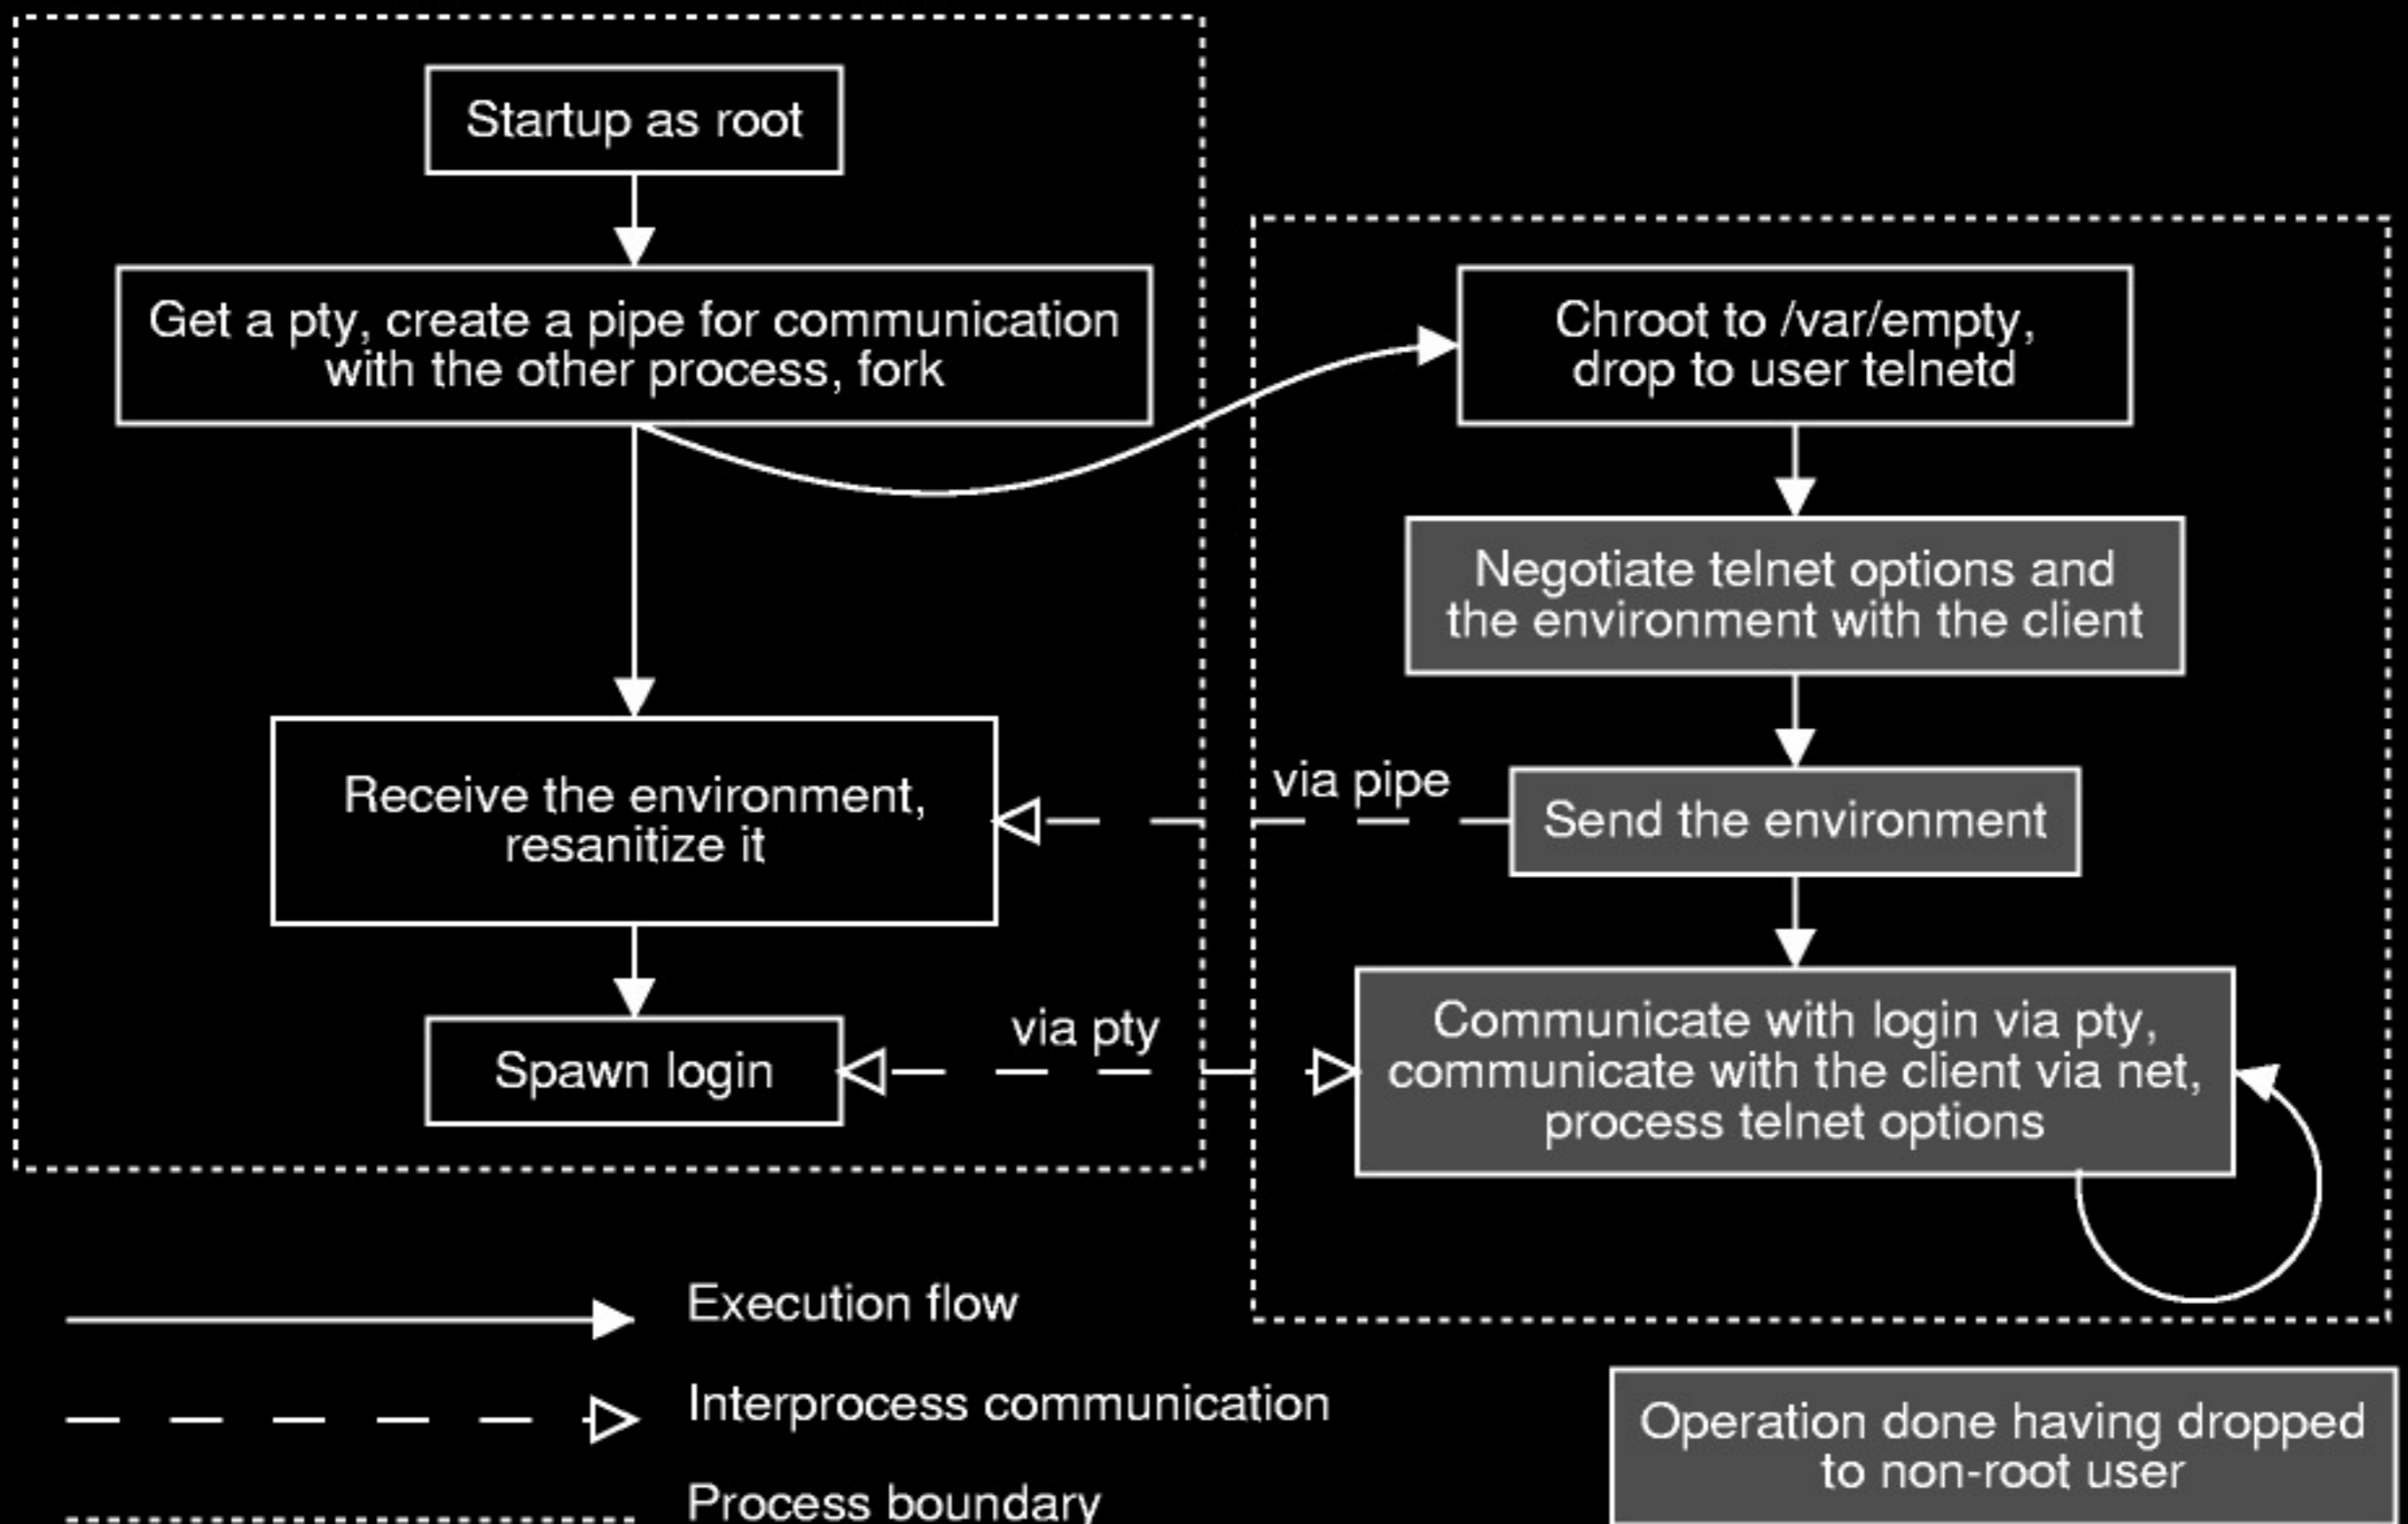 Startup as root
Get a pty, create a pipe for communication
with the other process, fork
Chroot to /var/empty,
drop to user telnetd
Negotiate telnet options and
the environment with the client
Receive the environment,
resanitize it
via pipe
Send the environment
Spawn login
via pty
Communicate with login via pty,
communicate with the client via net,
process telnet options
Execution flow
Interprocess communication
Process boundary
Operation done having dropped
to non-root user